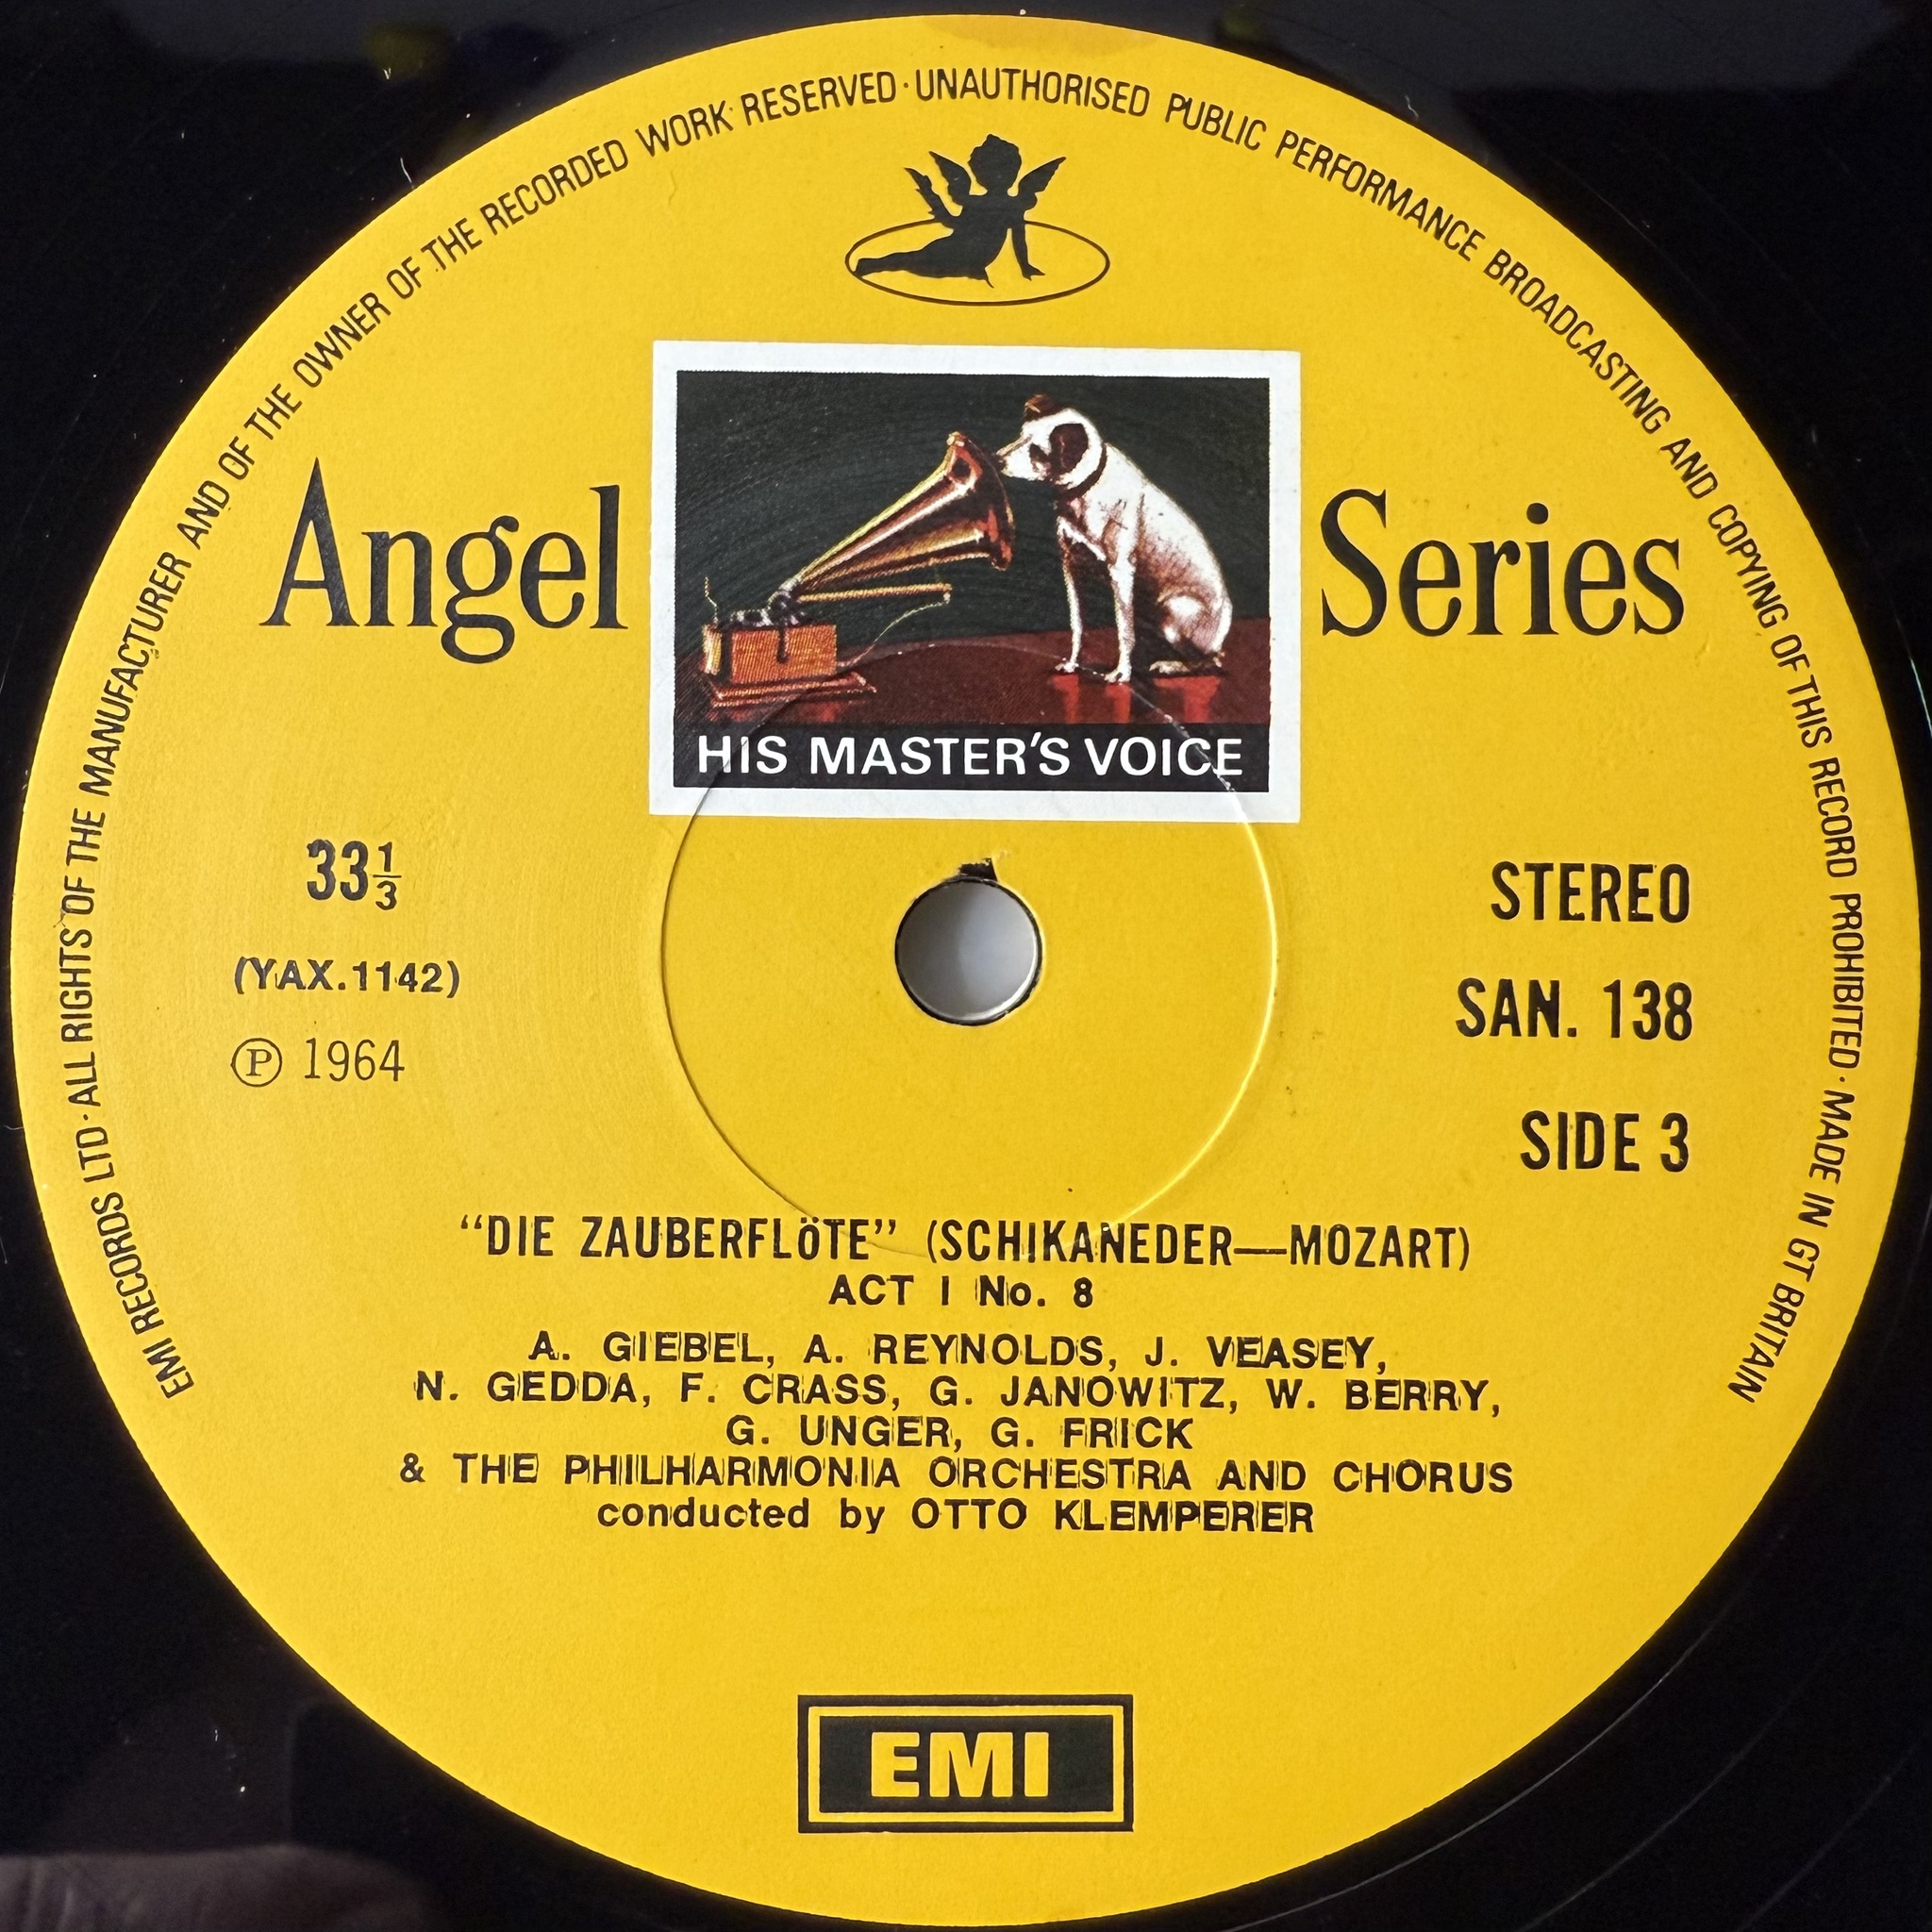 EMI RECORDS LTD · ALL RIGHTS OF THE MANUFACTURER AND OF THE OWNER OF THE RECORDED WORK RESERVED · UNAUTHORISED PUBLIC PERFORMANCE BROADCASTING AND COPYING OF THIS RECORD PROHIBITED · MADE IN GT BRITAIN
Angel Series
HIS MASTER'S VOICE
33 1/3
(YAX.1142)
Ⓟ 1964
STEREO
SAN. 138
SIDE 3
“DIE ZAUBERFLöTE” (SCHIKANEDER—MOZART)
ACT I No. 8
A. GIEBEL, A. REYNOLDS, J. VEASEY,
N. GEDDA, F. CRASS, G. JANOWITZ, W. BERRY,
G. UNGER, G. FRICK
& THE PHILHARMONIA ORCHESTRA AND CHORUS
conducted by OTTO KLEMPERER
EMI